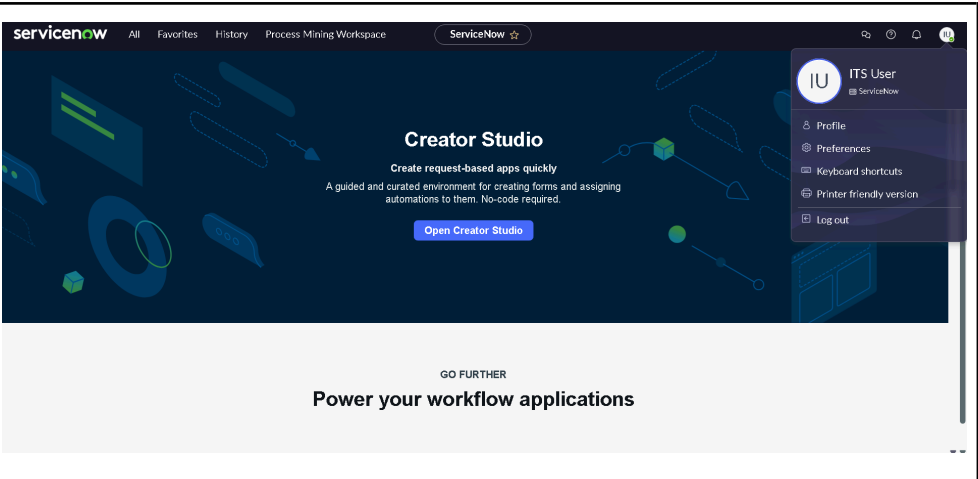 servicenow All Favorites History Process Mining Workspace ServiceNow IU
IU ITS User
ServiceNow
Profile
Preferences
Keyboard shortcuts
Printer friendly version
Log out
Creator Studio
Create request-based apps quickly
A guided and curated environment for creating forms and assigning
automations to them. No-code required.
Open Creator Studio
GO FURTHER
Power your workflow applications